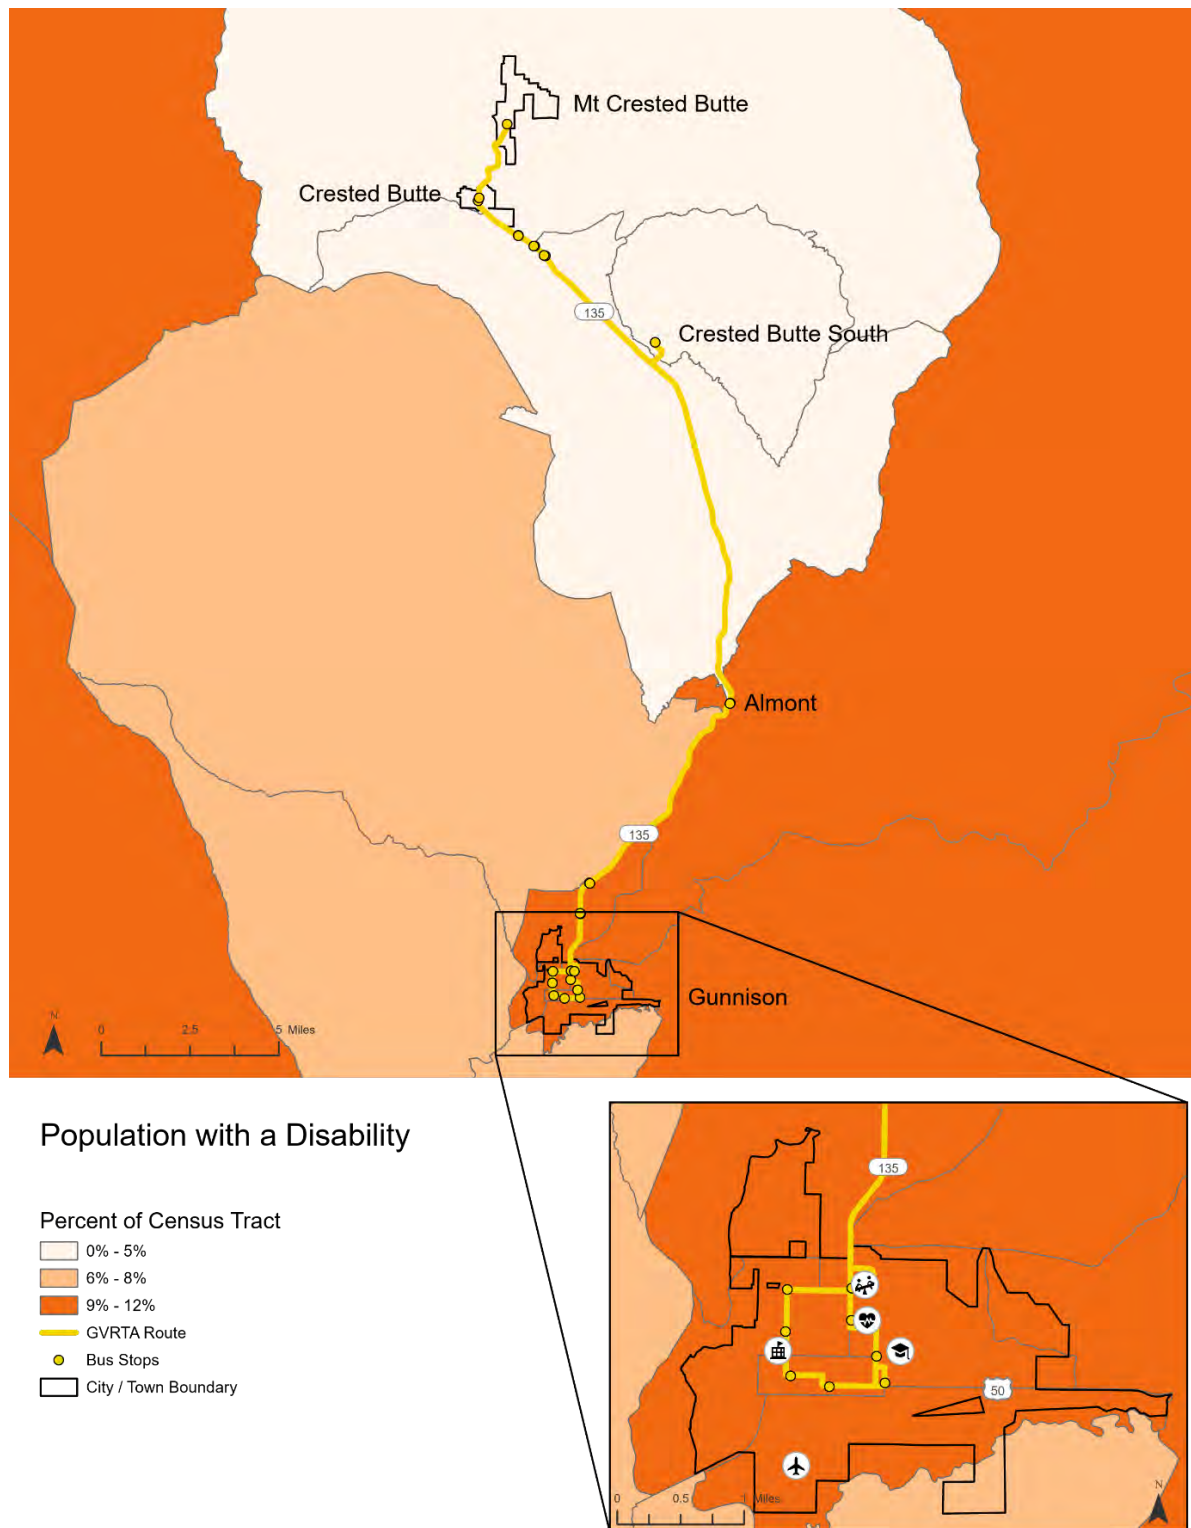 Mt Crested Butte
Crested Butte
135
Crested Butte South
Almont
135
Gunnison
N
0 2.5 5 Miles
Population with a Disability
Percent of Census Tract
0% - 5%
6% - 8%
9% - 12%
GVRTA Route
Bus Stops
City / Town Boundary
135
50
0 0.5 1 Miles
N